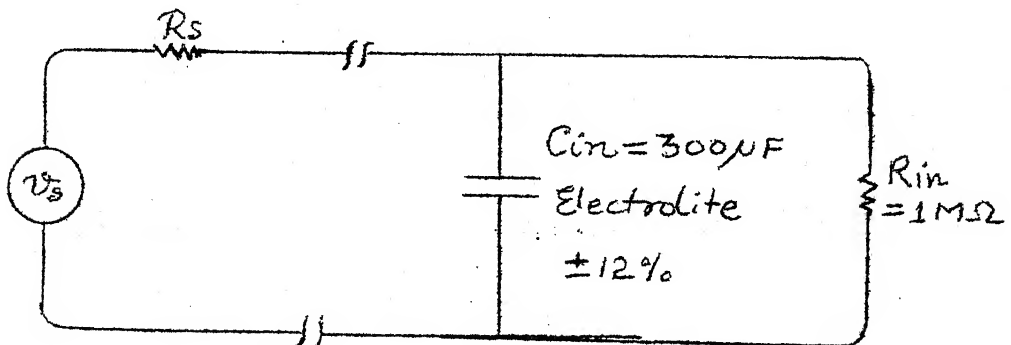 Rs
Cin = 300μF
Electrolite
±12%
Rin
= 1MΩ
vs